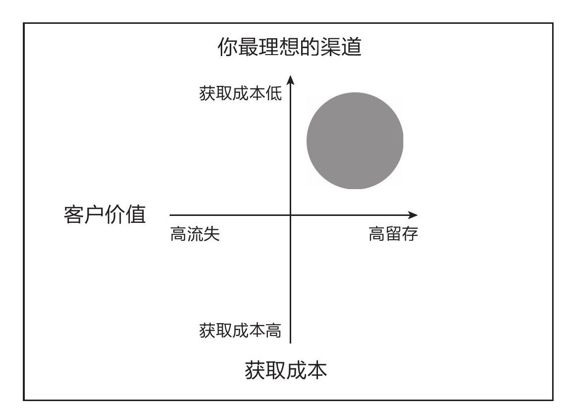 你最理想的渠道
获取成本低
客户价值
高流失
高留存
获取成本高
获取成本